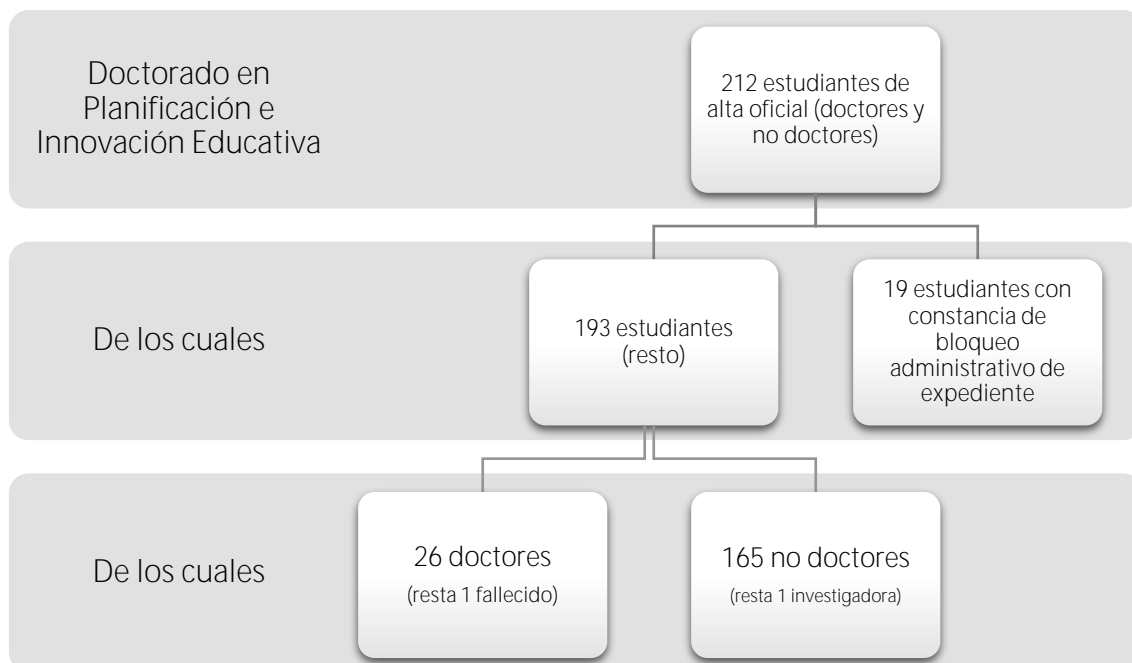 Doctorado en
Planificación e
Innovación Educativa
212 estudiantes de
alta oficial (doctores y
no doctores)
De los cuales
193 estudiantes
(resto)
19 estudiantes con
constancia de
bloqueo
administrativo de
expediente
De los cuales
26 doctores
(resta 1 fallecido)
165 no doctores
(resta 1 investigadora)